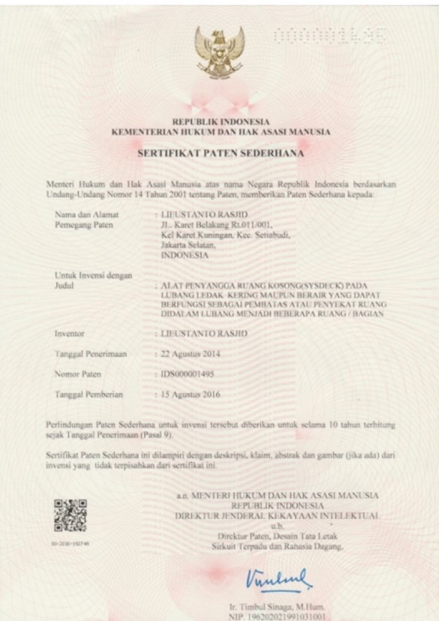 REPUBLIK INDONESIA
KEMENTERIAN HUKUM DAN HAK ASASI MANUSIA
SERTIFIKAT PATEN SEDERHANA
Menteri Hukum dan Hak Asasi Manusia atas nama Negara Republik Indonesia berdasarkan
Undang-Undang Nomor 14 Tahun 2001 tentang Paten, memberikan Paten Sederhana kepada:
Nama dan Alamat
Pemegang Paten
: LIEUSTANTO RASJID
JL. Karet Belakang Rt.011/001,
Kel Karet Kuningan, Kec. Setiabudi,
Jakarta Selatan,
INDONESIA
Untuk Invensi dengan
Judul
: ALAT PENYANGGA RUANG KOSONG(SYSDECK) PADA
LUBANG LEDAK KERING MAUPUN BERAIR YANG DAPAT
BERFUNGSI SEBAGAI PEMBATAS ATAU PENYEKAT RUANG
DIDALAM LUBANG MENJADI BEBERAPA RUANG / BAGIAN
Inventor : LIEUSTANTO RASJID
Tanggal Penerimaan : 22 Agustus 2014
Nomor Paten : IDS000001495
Tanggal Pemberian : 15 Agustus 2016
Perlindungan Paten Sederhana untuk invensi tersebut diberikan untuk selama 10 tahun terhitung
sejak Tanggal Penerimaan (Pasal 9).
Sertifikat Paten Sederhana ini dilampiri dengan deskripsi, klaim, abstrak dan gambar (jika ada) dari
invensi yang tidak terpisahkan dari sertifikat ini.
a.n. MENTERI HUKUM DAN HAK ASASI MANUSIA
REPUBLIK INDONESIA
DIREKTUR JENDERAL KEKAYAAN INTELEKTUAL
u.b.
Direktur Paten, Desain Tata Letak
Sirkuit Terpadu dan Rahasia Dagang,
Ir. Timbul Sinaga, M.Hum.
NIP. 196202021991031001